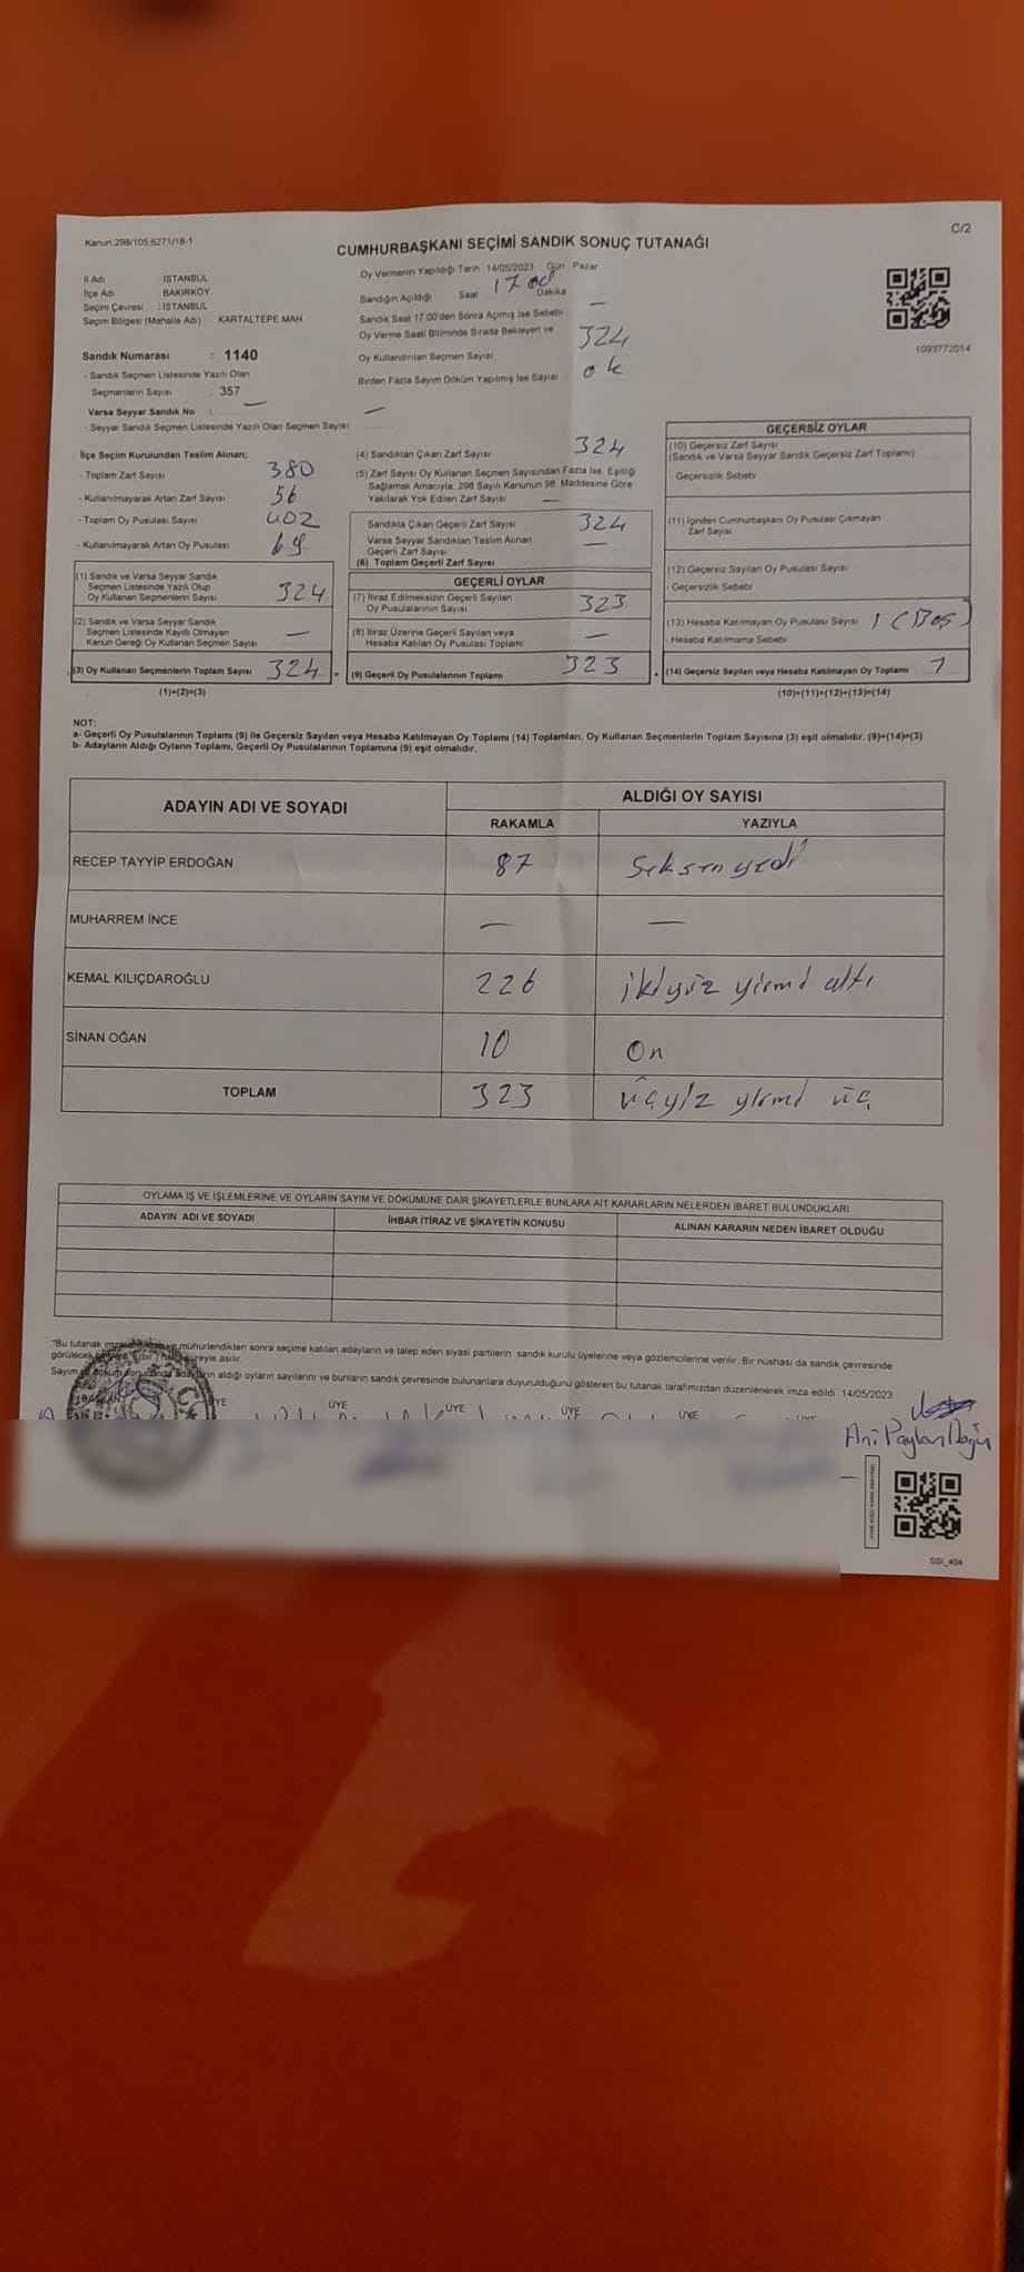 Kanun:298/105,6271/18-1
C/2
CUMHURBAŞKANI SEÇİMİ SANDIK SONUÇ TUTANAĞI
İl Adı : İSTANBUL
İlçe Adı : BAKIRKÖY
Seçim Çevresi : İSTANBUL
Seçim Bölgesi (Mahalle Adı) : KARTALTEPE MAH.
Sandık Numarası : 1140
- Sandık Seçmen Listesinde Yazılı Olan
Seçmenlerin Sayısı : 357
Varsa Seyyar Sandık No : —
- Seyyar Sandık Seçmen Listesinde Yazılı Olan Seçmen Sayısı —
Oy Vermenin Yapıldığı Tarih 14/05/2023 Gün : Pazar
Sandığın Açıldığı Saat 17 00 Dakika
Sandık Saat 17.00'den Sonra Açılmış İse Sebebi —
Oy Verme Saati Bitiminde Sırada Bekleyen ve
Oy Kullandırılan Seçmen Sayısı 324
Birden Fazla Sayım Döküm Yapılmış İse Sayısı ok
1093772014
İlçe Seçim Kurulundan Teslim Alınan;
- Toplam Zarf Sayısı 380
- Kullanılmayarak Artan Zarf Sayısı 56
- Toplam Oy Pusulası Sayısı 402
- Kullanılmayarak Artan Oy Pusulası
(1) Sandık ve Varsa Seyyar Sandık
Seçmen Listesinde Yazılı Olup
Oy Kullanan Seçmenlerin Sayısı 324
(2) Sandık ve Varsa Seyyar Sandık
Seçmen Listesinde Kayıtlı Olmayan
Kanun Gereği Oy Kullanan Seçmen Sayısı —
(3) Oy Kullanan Seçmenlerin Toplam Sayısı 324 =
(1)+(2)=(3)
(4) Sandıktan Çıkan Zarf Sayısı 324
(5) Zarf Sayısı Oy Kullanan Seçmen Sayısından Fazla İse, Eşitliği
Sağlamak Amacıyla; 298 Sayılı Kanunun 98. Maddesine Göre
Yakılarak Yok Edilen Zarf Sayısı —
Sandıkta Çıkan Geçerli Zarf Sayısı 324
Varsa Seyyar Sandıktan Teslim Alınan
Geçerli Zarf Sayısı —
(6) Toplam Geçerli Zarf Sayısı
GEÇERLİ OYLAR
(7) İtiraz Edilmeksizin Geçerli Sayılan
Oy Pusulalarının Sayısı 323
(8) İtiraz Üzerine Geçerli Sayılan veya
Hesaba Katılan Oy Pusulası Toplamı —
(9) Geçerli Oy Pusulalarının Toplamı 323 +
GEÇERSİZ OYLAR
(10) Geçersiz Zarf Sayısı
(Sandık ve Varsa Seyyar Sandık Geçersiz Zarf Toplamı)
Geçersizlik Sebebi
(11) İçinden Cumhurbaşkanı Oy Pusulası Çıkmayan
Zarf Sayısı
(12) Geçersiz Sayılan Oy Pusulası Sayısı
- Geçersizlik Sebebi
(13) Hesaba Katılmayan Oy Pusulası Sayısı 1 (Boş)
- Hesaba Katılmama Sebebi
(14) Geçersiz Sayılan veya Hesaba Katılmayan Oy Toplamı 1
(10)+(11)+(12)+(13)=(14)
NOT:
a- Geçerli Oy Pusulalarının Toplamı (9) ile Geçersiz Sayılan veya Hesaba Katılmayan Oy Toplamı (14) Toplamları, Oy Kullanan Seçmenlerin Toplam Sayısına (3) eşit olmalıdır. (9)+(14)=(3)
b- Adayların Aldığı Oyların Toplamı, Geçerli Oy Pusulalarının Toplamına (9) eşit olmalıdır.
ADAYIN ADI VE SOYADI
ALDIĞI OY SAYISI
RAKAMLA YAZIYLA
RECEP TAYYİP ERDOĞAN 87 Seksen yedi
MUHARREM İNCE — —
KEMAL KILIÇDAROĞLU 226 ikiyüz yirmi altı
SİNAN OĞAN 10 On
TOPLAM 323 üçyüz yirmi üç
OYLAMA İŞ VE İŞLEMLERİNE VE OYLARIN SAYIM VE DÖKÜMÜNE DAİR ŞİKAYETLERLE BUNLARA AİT KARARLARIN NELERDEN İBARET BULUNDUKLARI
ADAYIN ADI VE SOYADI İHBAR İTİRAZ VE ŞİKAYETİN KONUSU ALINAN KARARIN NEDEN İBARET OLDUĞU
"Bu tutanak mühürlendikten sonra seçime katılan adayların ve talep eden siyasi partilerin sandık kurulu üyelerine veya gözlemcilerine verilir. Bir nüshası da sandık çevresinde
görülecek süreyle asılır.
Sayım aldığı oyların sayılarını ve bunların sandık çevresinde bulunanlara duyurulduğunu gösteren bu tutanak tarafımızdan düzenlenerek imza edildi. 14/05/2023
ÜYE ÜYE ÜYE ÜYE ÜYE